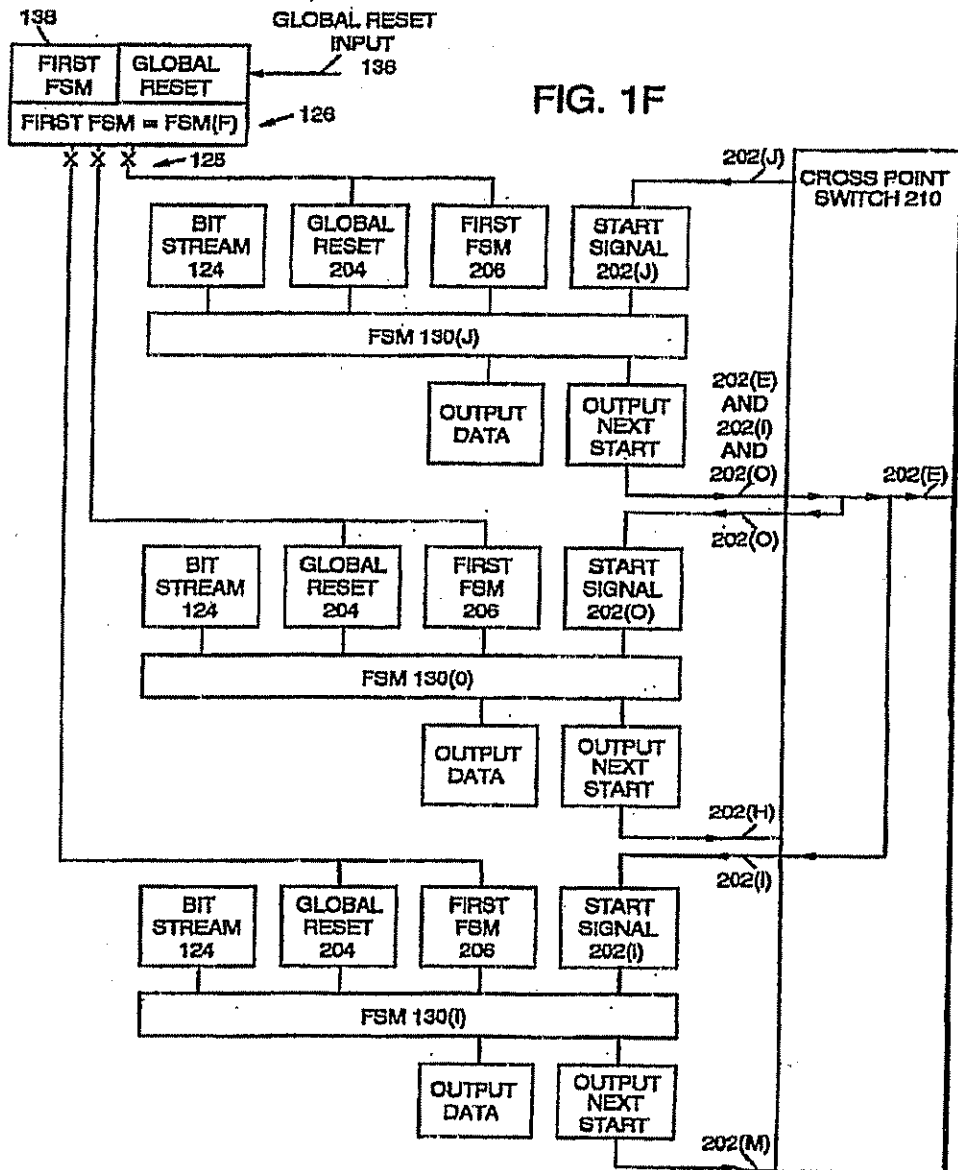 138
GLOBAL RESET
INPUT
136
FIRST
FSM
GLOBAL
RESET
FIRST FSM = FSM(F)
126
FIG. 1F
X X X
125
202(J)
CROSS POINT
SWITCH 210
BIT
STREAM
124
GLOBAL
RESET
204
FIRST
FSM
206
START
SIGNAL
202(J)
FSM 130(J)
OUTPUT
DATA
OUTPUT
NEXT
START
202(E)
AND
202(I)
AND
202(O)
202(E)
202(O)
BIT
STREAM
124
GLOBAL
RESET
204
FIRST
FSM
206
START
SIGNAL
202(O)
FSM 130(0)
OUTPUT
DATA
OUTPUT
NEXT
START
202(H)
202(I)
BIT
STREAM
124
GLOBAL
RESET
204
FIRST
FSM
206
START
SIGNAL
202(I)
FSM 130(I)
OUTPUT
DATA
OUTPUT
NEXT
START
202(M)